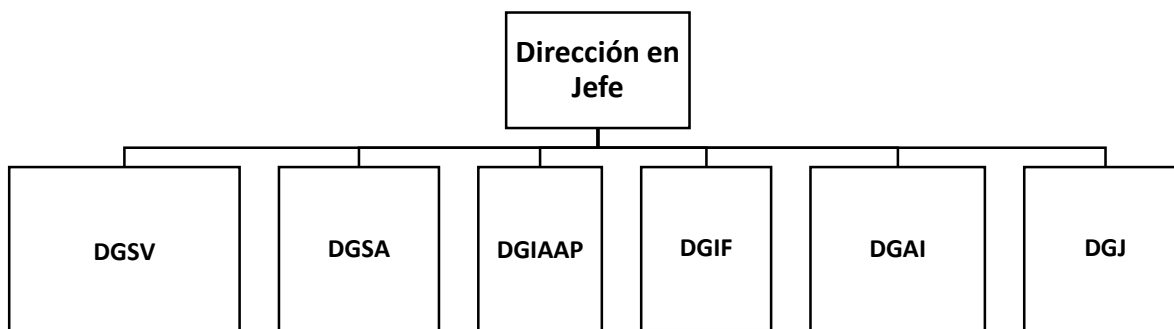 Dirección en
Jefe
DGSV
DGSA
DGIAAP
DGIF
DGAI
DGJ